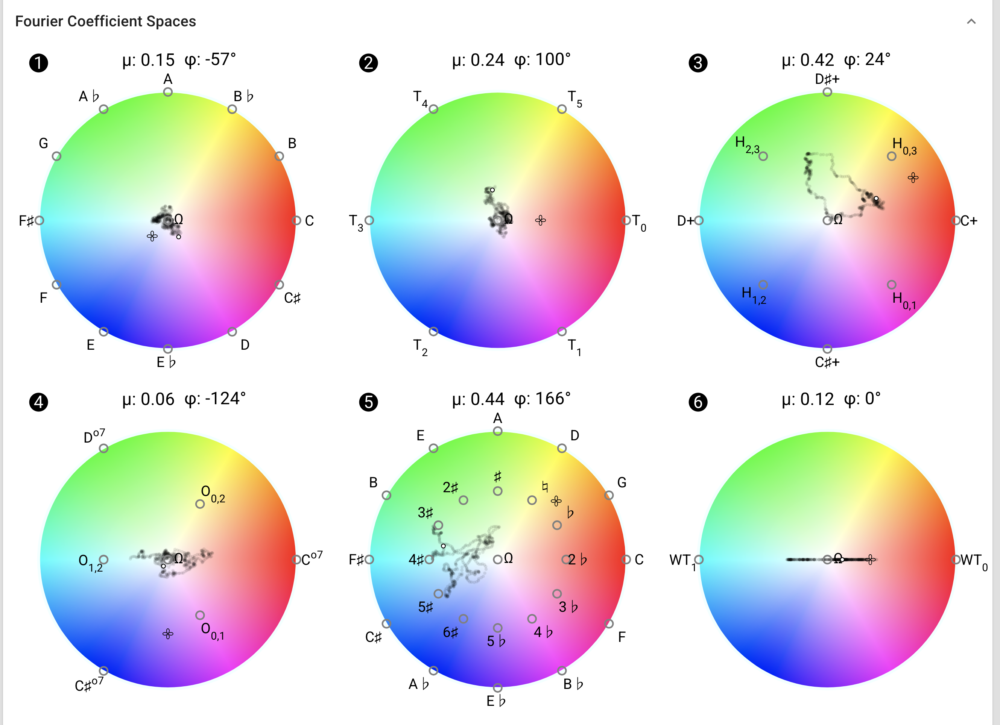 Fourier Coefficient Spaces
❶ μ: 0.15 φ: -57°
A
A♭ B♭
G B
F♯ Ω C
F C♯
E D
E♭
❷ μ: 0.24 φ: 100°
T4 T5
T3 Ω T0
T2 T1
❸ μ: 0.42 φ: 24°
D♯+
H2,3 H0,3
D+ Ω C+
H1,2 H0,1
C♯+
❹ μ: 0.06 φ: -124°
Do7
O0,2
O1,2 Ω Co7
O0,1
C♯o7
❺ μ: 0.44 φ: 166°
A
E D
B ♯ G
2♯ ♮
3♯ ♭
F♯ 4♯ Ω 2♭ C
5♯ 3♭
C♯ 6♯ 4♭ F
5♭
A♭ B♭
E♭
❻ μ: 0.12 φ: 0°
WT1 Ω WT0